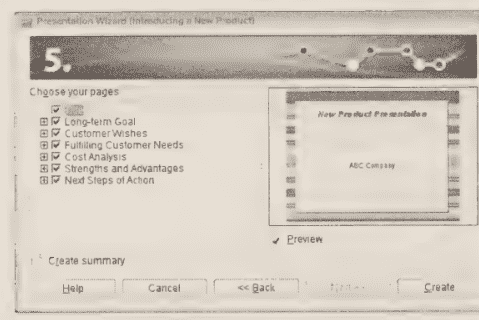 Presentation Wizard (Introducing a New Product)
5.
Choose your pages
Long-term Goal
Customer Wishes
Fulfilling Customer Needs
Cost Analysis
Strengths and Advantages
Next Steps of Action
New Product Presentation
ABC Company
Preview
Create summary
Help
Cancel
<< Back
Create